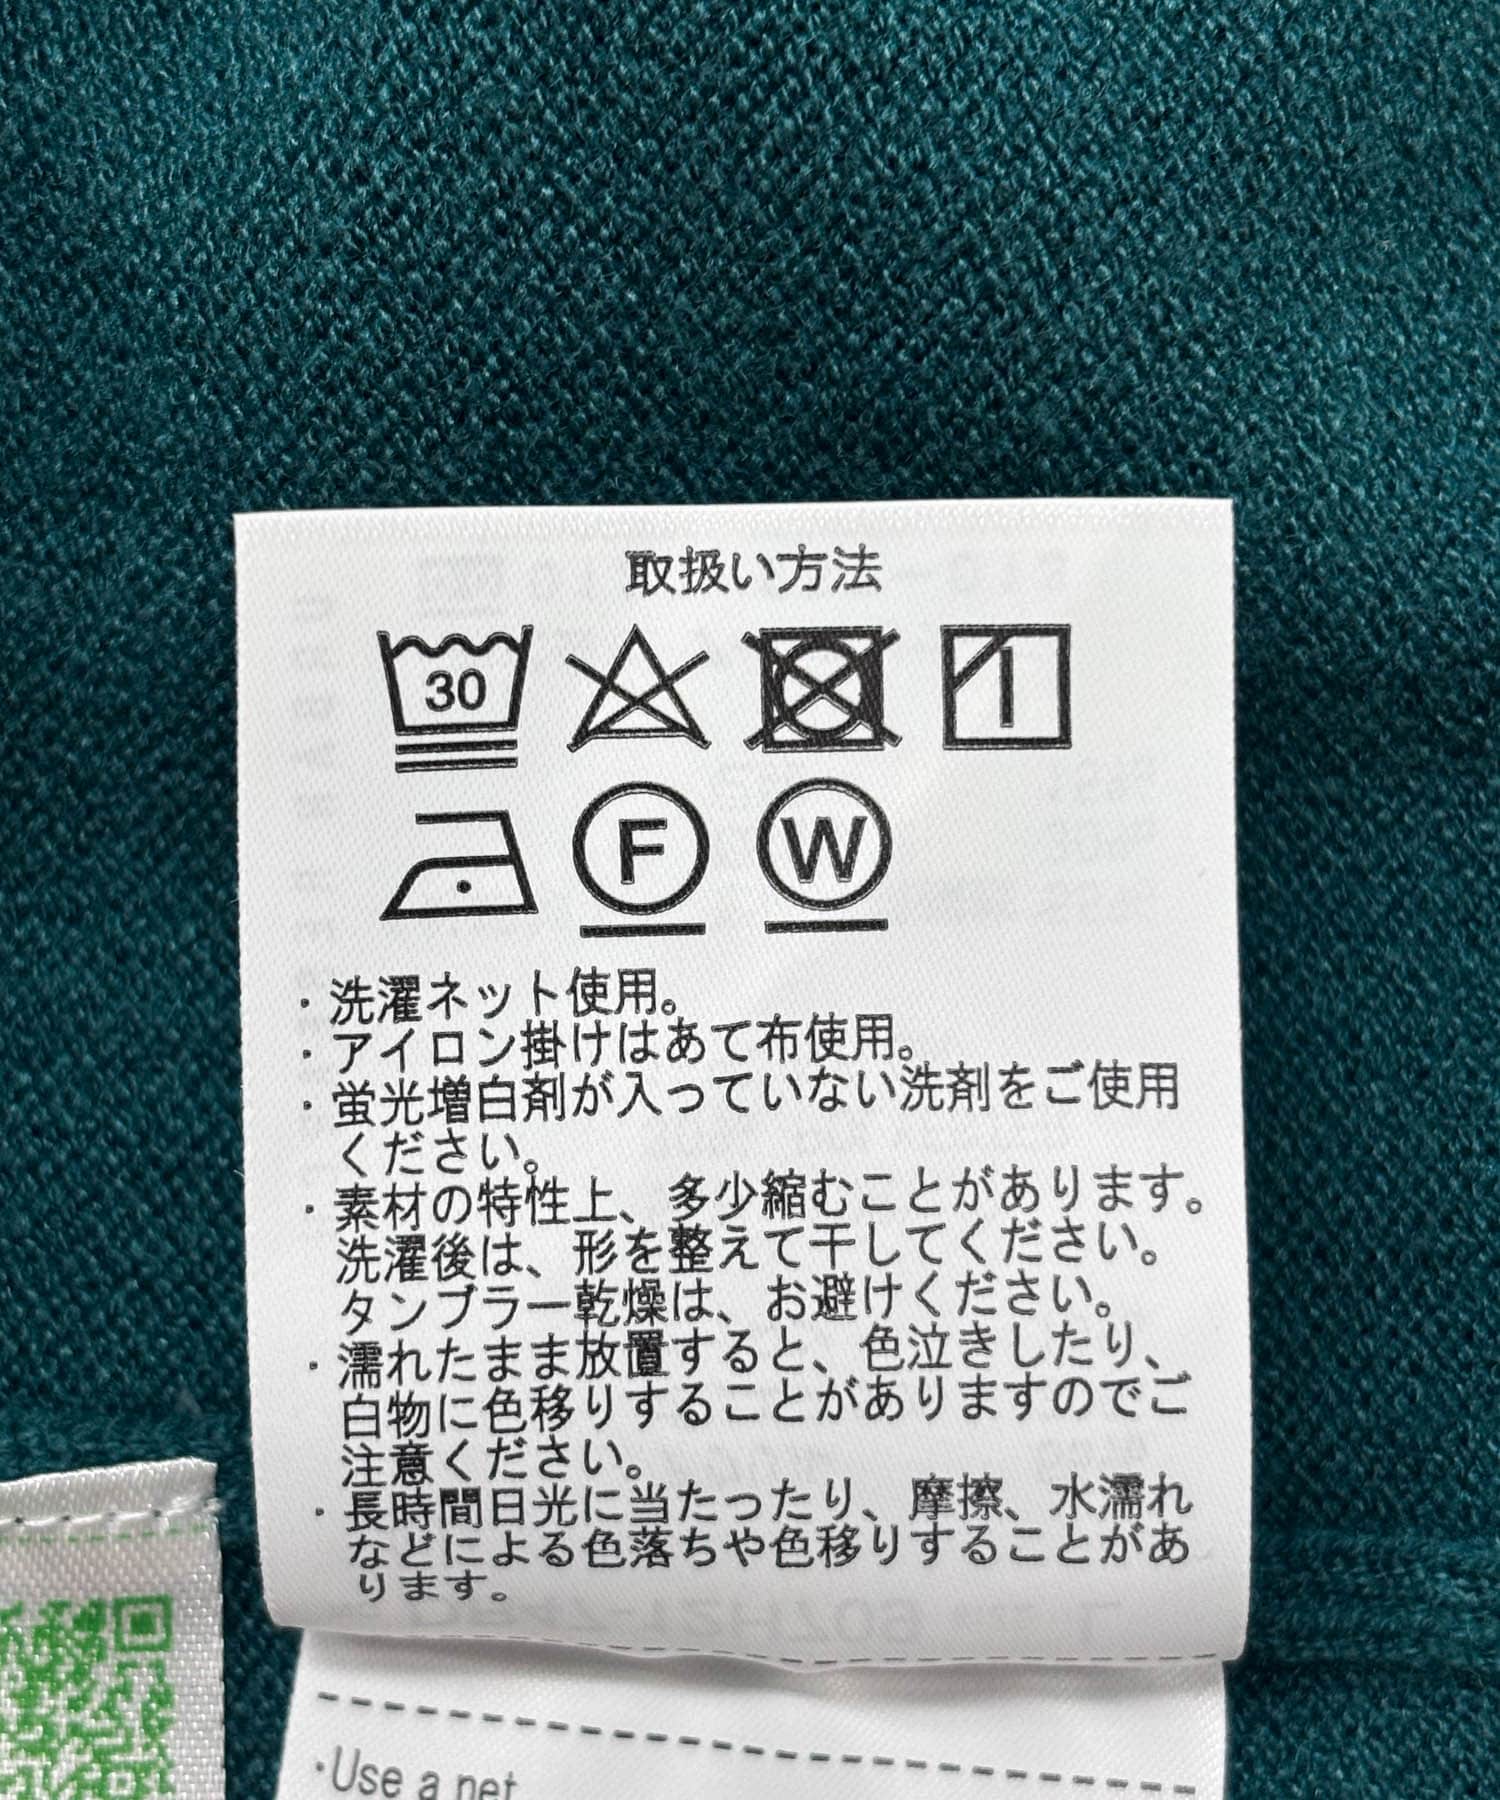 取扱い方法
30
F W
・洗濯ネット使用。
・アイロン掛けはあて布使用。
・蛍光増白剤が入っていない洗剤をご使用
ください。
・素材の特性上、多少縮むことがあります。
洗濯後は、形を整えて干してください。
タンブラー乾燥は、お避けください。
・濡れたまま放置すると、色泣きしたり、
白物に色移りすることがありますのでご
注意ください。
・長時間日光に当たったり、摩擦、水濡れ
などによる色落ちや色移りすることがあ
ります。
・Use a net